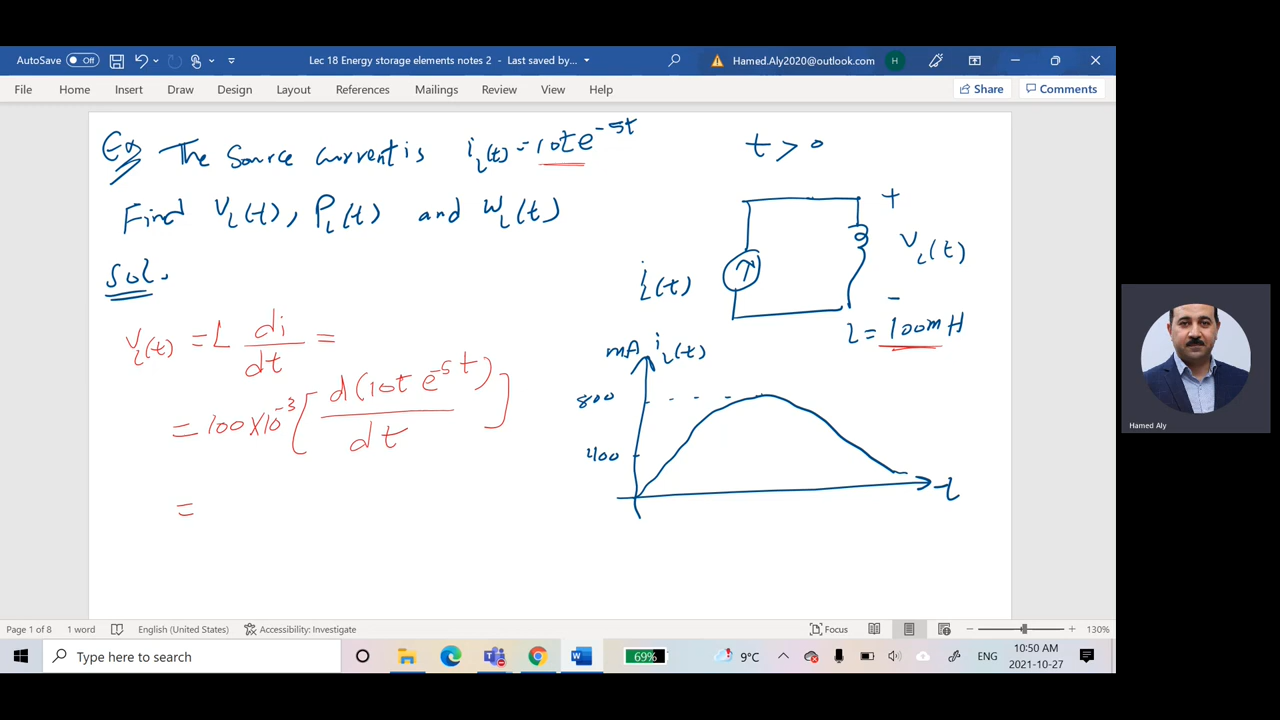 AutoSave Off Lec 18 Energy storage elements notes 2 - Last saved by... Hamed.Aly2020@outlook.com H
File Home Insert Draw Design Layout References Mailings Review View Help Share Comments
Ex The source current is i_L(t) = 10te^-5t t > 0
Find V_L(t), P_L(t) and W_L(t)
Sol.
+
V_L(t)
-
i_L(t)
L = 100mH
V_L(t) = L di/dt =
= 100x10^-3 [d(10t e^-5t)/dt]
=
mA i_L(t)
800
400
t
Hamed Aly
Page 1 of 8 1 word English (United States) Accessibility: Investigate Focus 130%
Type here to search 69% 9°C ENG 10:50 AM
2021-10-27